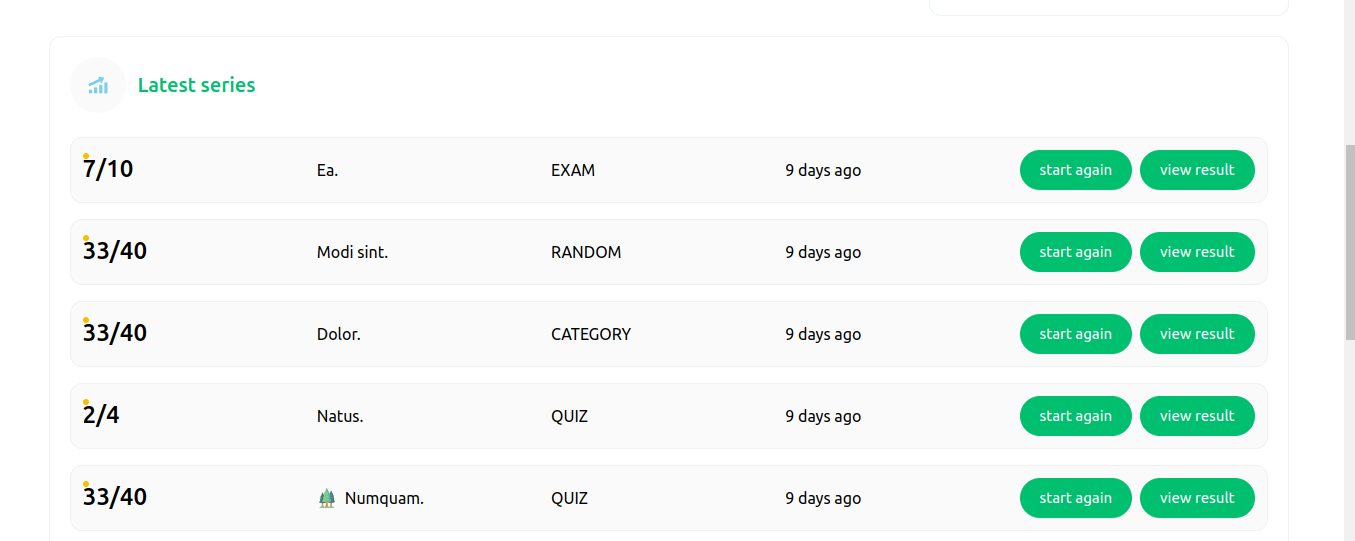 Latest series
7/10 Ea. EXAM 9 days ago start again view result
33/40 Modi sint. RANDOM 9 days ago start again view result
33/40 Dolor. CATEGORY 9 days ago start again view result
2/4 Natus. QUIZ 9 days ago start again view result
33/40 Numquam. QUIZ 9 days ago start again view result